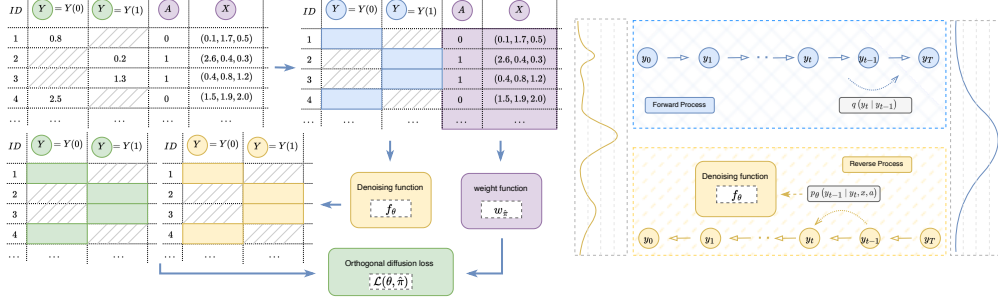 ID Y = Y(0) Y = Y(1) A X
1 0.8 0 (0.1, 1.7, 0.5)
2 0.2 1 (2.6, 0.4, 0.3)
3 1.3 1 (0.4, 0.8, 1.2)
4 2.5 0 (1.5, 1.9, 2.0)
... ... ... ... ...
ID Y = Y(0) Y = Y(1) A X
1 0 (0.1, 1.7, 0.5)
2 1 (2.6, 0.4, 0.3)
3 1 (0.4, 0.8, 1.2)
4 0 (1.5, 1.9, 2.0)
... ... ... ... ...
ID Y = Y(0) Y = Y(1)
1
2
3
4
... ... ...
ID Y = Y(0) Y = Y(1)
1
2
3
4
... ... ...
Denoising function
f_θ
weight function
w_π̂
Orthogonal diffusion loss
ℒ(θ, π̂)
y_0 y_1 · · · y_t y_{t−1} y_T
Forward Process
q (y_t | y_{t−1})
Reverse Process
Denoising function
f_θ
p_θ (y_{t−1} | y_t, x, a)
y_0 y_1 · · · y_t y_{t−1} y_T